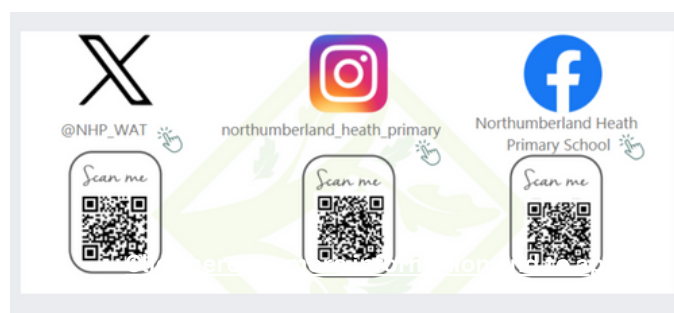 @NHP_WAT
northumberland_heath_primary
Northumberland Heath
Primary School
Scan me
Scan me
Scan me